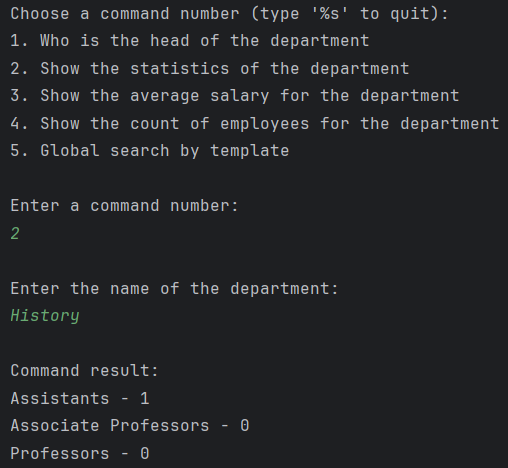 Choose a command number (type '%s' to quit):
1. Who is the head of the department
2. Show the statistics of the department
3. Show the average salary for the department
4. Show the count of employees for the department
5. Global search by template
Enter a command number:
2
Enter the name of the department:
History
Command result:
Assistants - 1
Associate Professors - 0
Professors - 0